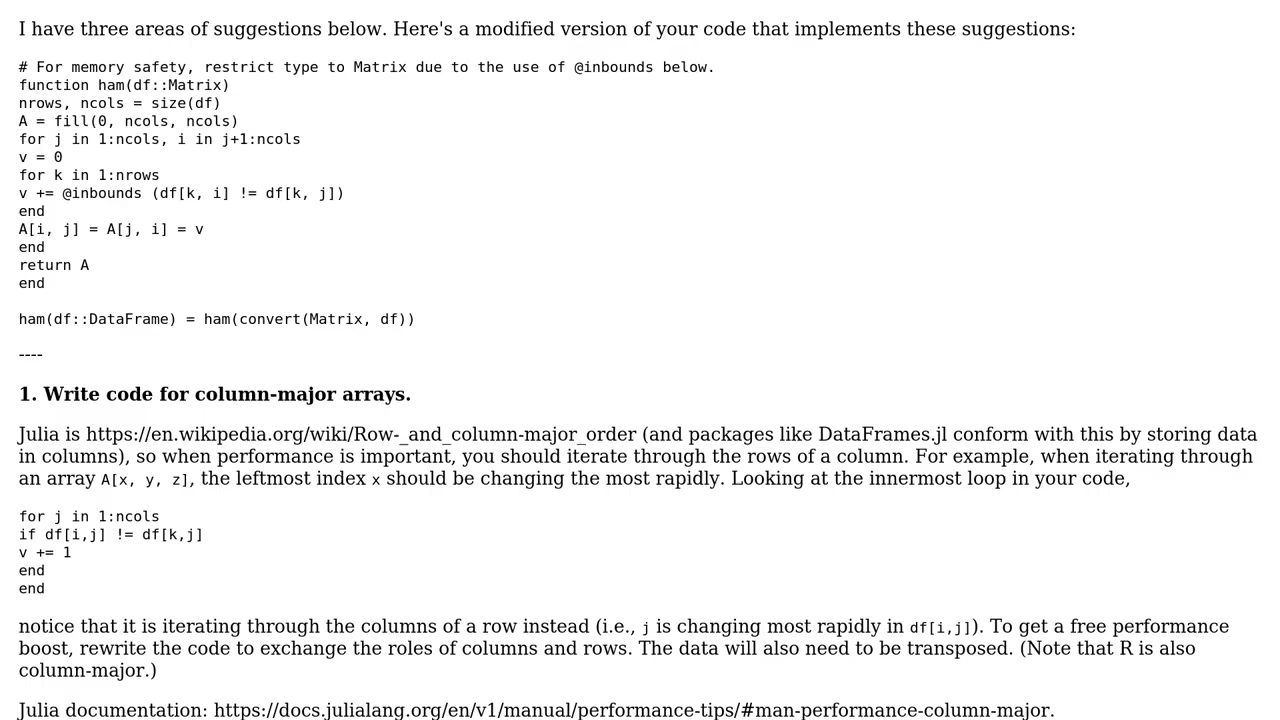 I have three areas of suggestions below. Here's a modified version of your code that implements these suggestions:
# For memory safety, restrict type to Matrix due to the use of @inbounds below.
function ham(df::Matrix)
nrows, ncols = size(df)
A = fill(0, ncols, ncols)
for j in 1:ncols, i in j+1:ncols
v = 0
for k in 1:nrows
v += @inbounds (df[k, i] != df[k, j])
end
A[i, j] = A[j, i] = v
end
return A
end
ham(df::DataFrame) = ham(convert(Matrix, df))
----
1. Write code for column-major arrays.
Julia is https://en.wikipedia.org/wiki/Row-_and_column-major_order (and packages like DataFrames.jl conform with this by storing data
in columns), so when performance is important, you should iterate through the rows of a column. For example, when iterating through
an array A[x, y, z], the leftmost index x should be changing the most rapidly. Looking at the innermost loop in your code,
for j in 1:ncols
if df[i,j] != df[k,j]
v += 1
end
end
notice that it is iterating through the columns of a row instead (i.e., j is changing most rapidly in df[i,j]). To get a free performance
boost, rewrite the code to exchange the roles of columns and rows. The data will also need to be transposed. (Note that R is also
column-major.)
Julia documentation: https://docs.julialang.org/en/v1/manual/performance-tips/#man-performance-column-major.